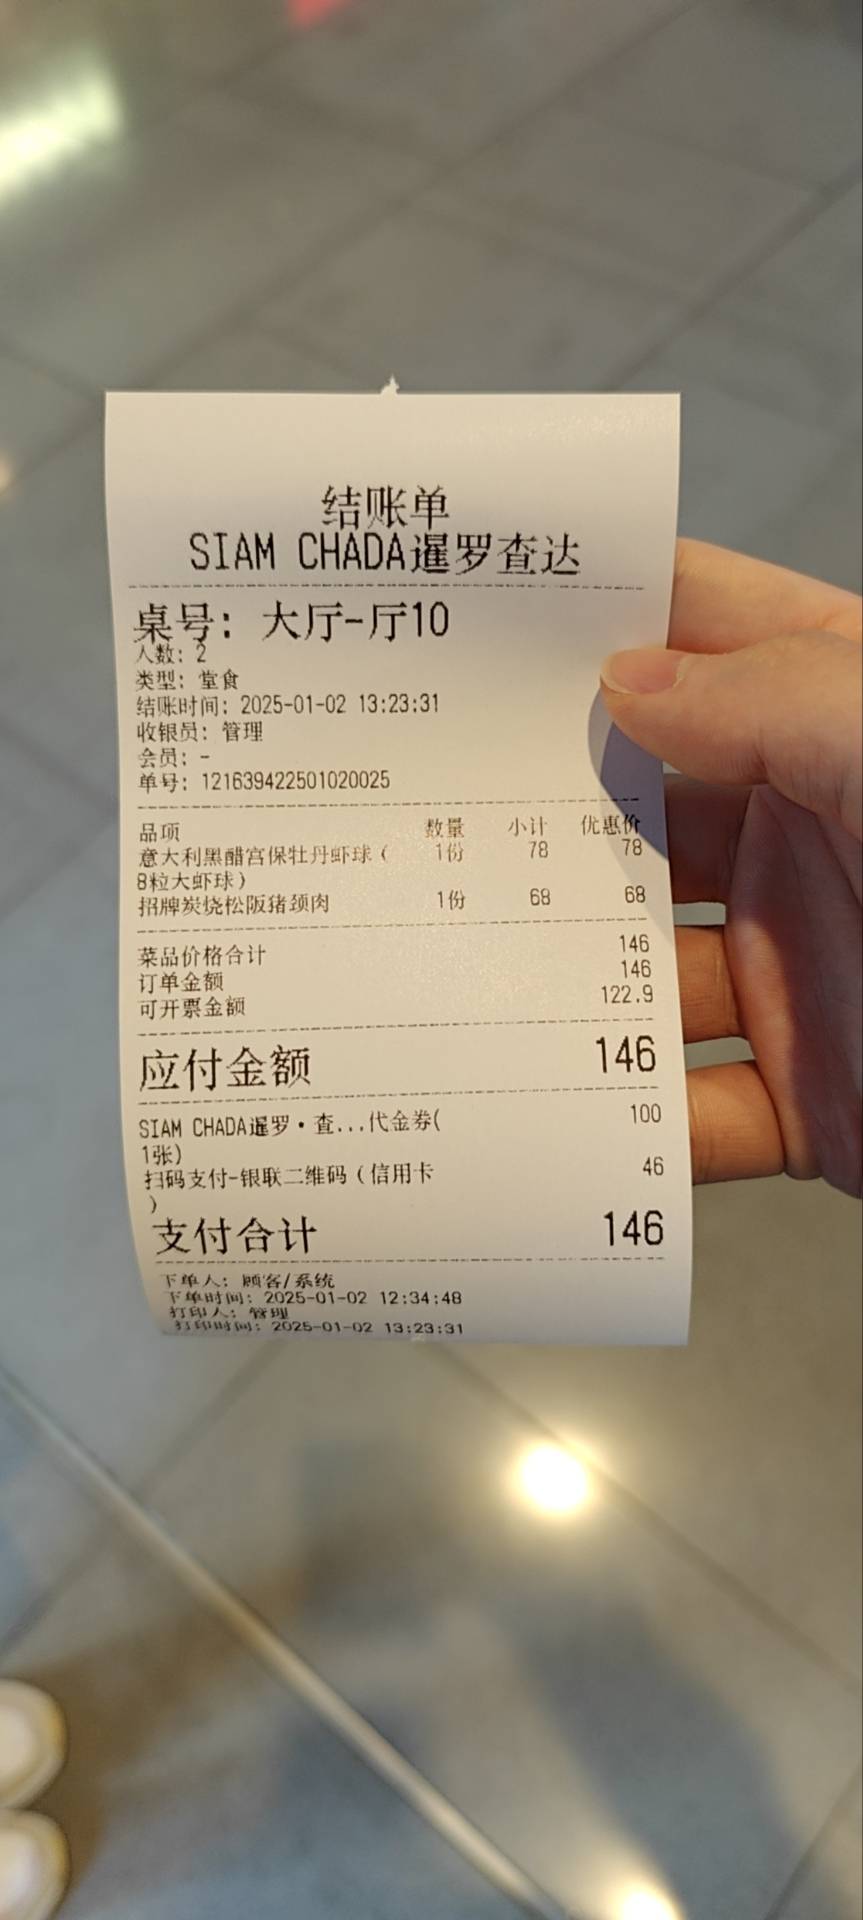 结账单
SIAM CHADA暹罗查达
桌号: 大厅-厅10
人数: 2
类型: 堂食
结账时间: 2025-01-02 13:23:31
收银员: 管理
会员: -
单号: 121639422501020025
品项 数量 小计 优惠价
意大利黑醋宫保牡丹虾球( 1份 78 78
8粒大虾球)
招牌炭烧松阪猪颈肉 1份 68 68
菜品价格合计 146
订单金额 146
可开票金额 122.9
应付金额 146
SIAM CHADA暹罗·查...代金券( 100
1张)
扫码支付-银联二维码(信用卡 46
)
支付合计 146
下单人: 顾客/系统
下单时间: 2025-01-02 12:34:48
打印人: 管理
打印时间: 2025-01-02 13:23:31